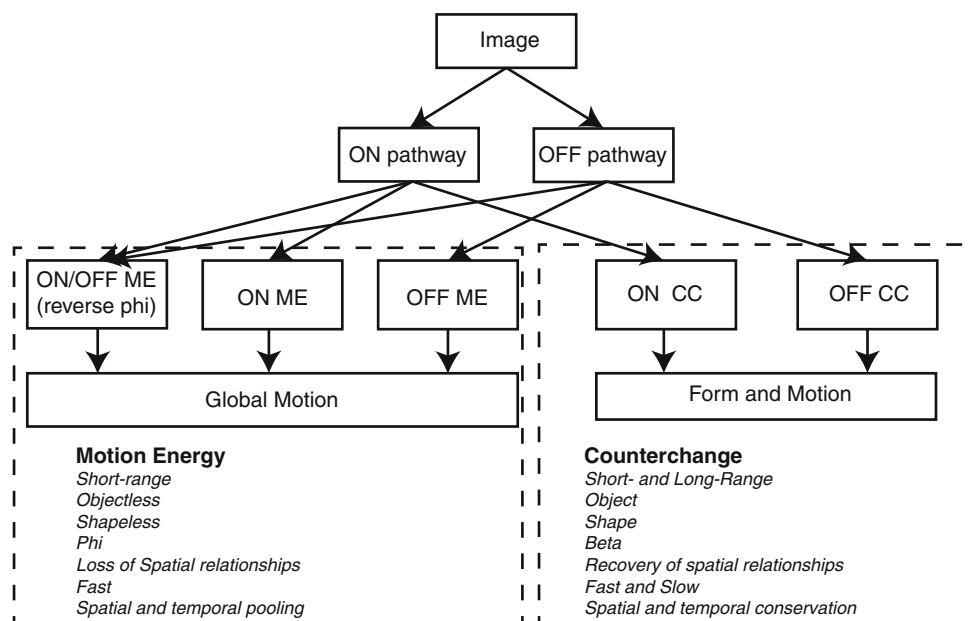 Image
ON pathway
OFF pathway
ON/OFF ME
(reverse phi)
ON ME
OFF ME
ON CC
OFF CC
Global Motion
Form and Motion
Motion Energy
Short-range
Objectless
Shapeless
Phi
Loss of Spatial relationships
Fast
Spatial and temporal pooling
Counterchange
Short- and Long-Range
Object
Shape
Beta
Recovery of spatial relationships
Fast and Slow
Spatial and temporal conservation